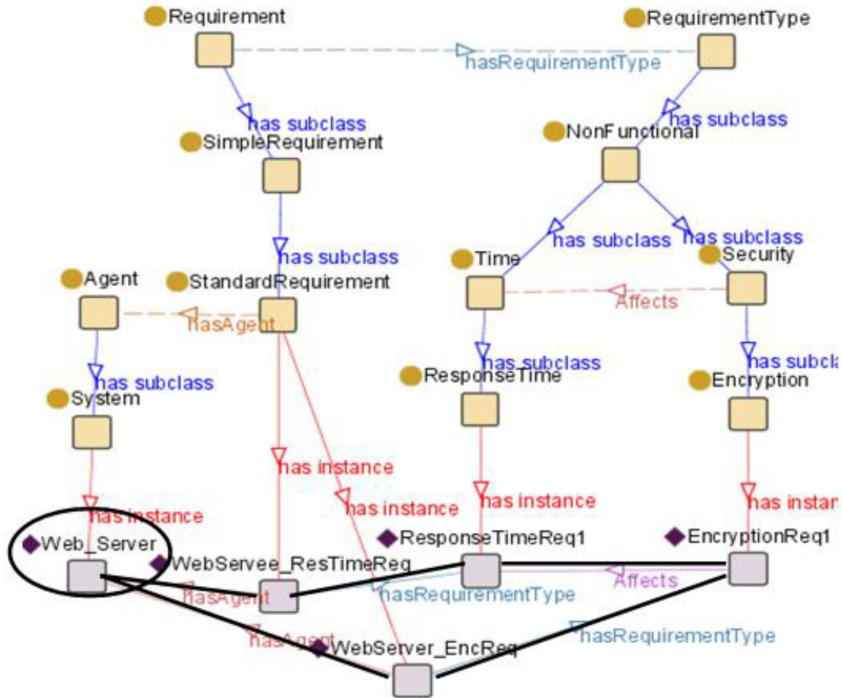 Requirement
RequirementType
hasRequirementType
has subclass
has subclass
SimpleRequirement
NonFunctional
has subclass
has subclass
has subclass
Agent
StandardRequirement
Time
Security
hasAgent
Affects
has subclass
has subclass
has subcla
System
ResponseTime
Encryption
has instance
has instance
has instance
has instance
has instan
Web_Server
WebServee_ResTimeReq
ResponseTimeReq1
EncryptionReq1
hasAgent
hasRequirementType
Affects
hasAgent
WebServer_EncReq
hasRequirementType